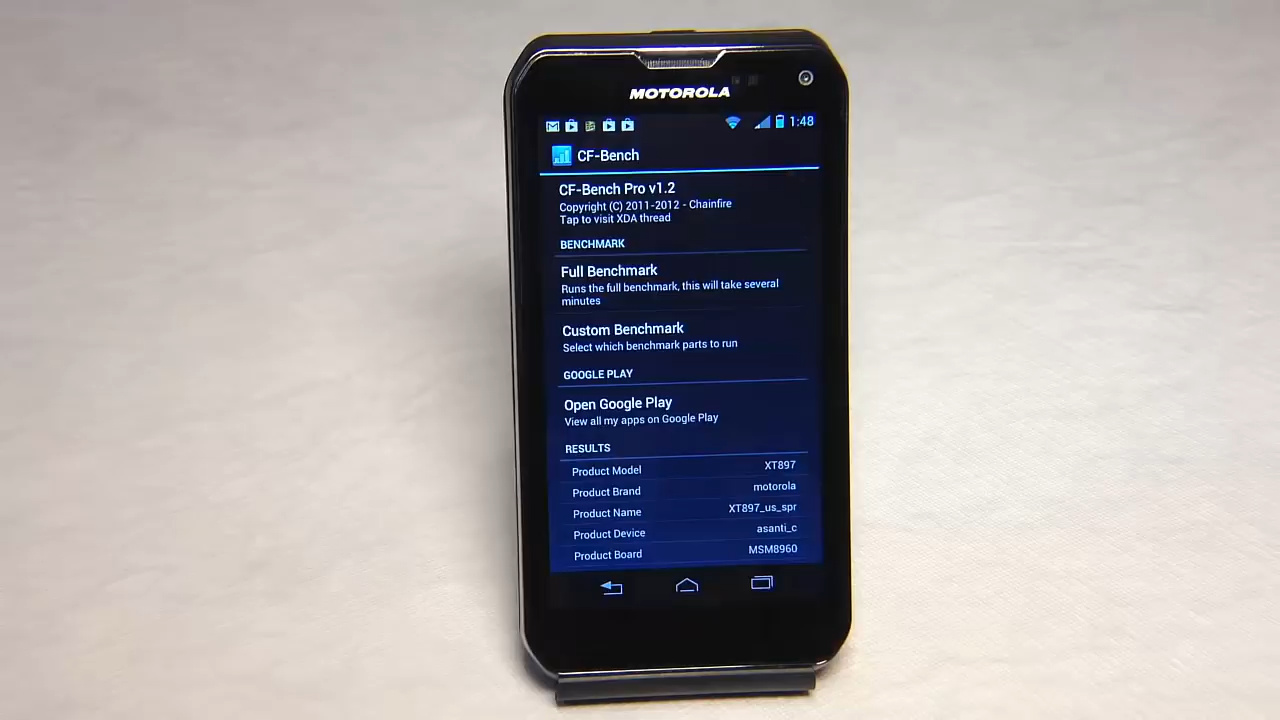 MOTOROLA
1:48
CF-Bench
CF-Bench Pro v1.2
Copyright (C) 2011-2012 - Chainfire
Tap to visit XDA thread
BENCHMARK
Full Benchmark
Runs the full benchmark, this will take several
minutes
Custom Benchmark
Select which benchmark parts to run
GOOGLE PLAY
Open Google Play
View all my apps on Google Play
RESULTS
Product Model XT897
Product Brand motorola
Product Name XT897_us_spr
Product Device asanti_c
Product Board MSM8960